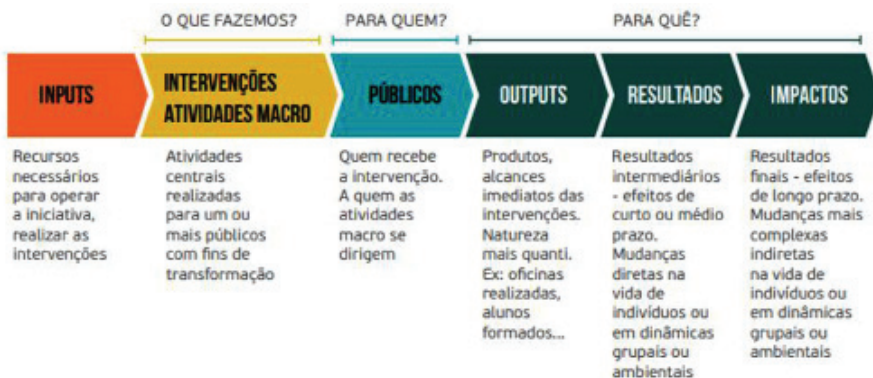 O QUE FAZEMOS?
PARA QUEM?
PARA QUÊ?
INPUTS
INTERVENÇÕES
ATIVIDADES MACRO
PÚBLICOS
OUTPUTS
RESULTADOS
IMPACTOS
Recursos
necessários
para operar
a iniciativa,
realizar as
intervenções
Atividades
centrais
realizadas
para um ou
mais públicos
com fins de
transformação
Quem recebe
a intervenção.
A quem as
atividades
macro se
dirigem
Produtos,
alcances
imediatos das
intervenções.
Natureza
mais quanti.
Ex: oficinas
realizadas,
alunos
formados...
Resultados
intermediários
- efeitos de
curto ou médio
prazo.
Mudanças
diretas na
vida de
indivíduos ou
em dinâmicas
grupais ou
ambientais
Resultados
finais - efeitos
de longo prazo.
Mudanças mais
complexas
indiretas
na vida de
indivíduos ou
em dinâmicas
grupais ou
ambientais